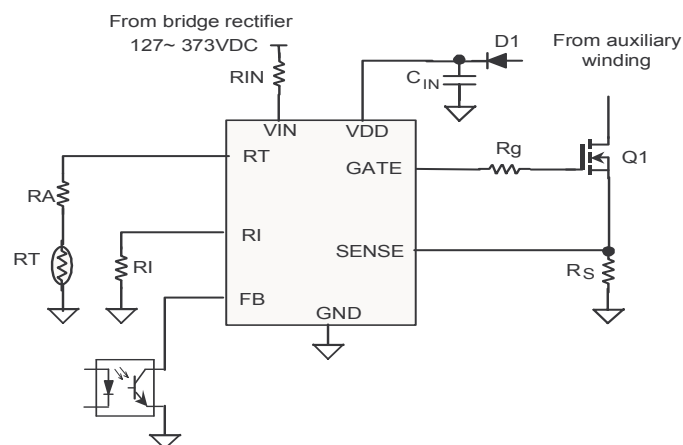 From bridge rectifier
127~ 373VDC
RIN
D1
CIN
From auxiliary
winding
VIN
VDD
RT
GATE
Rg
Q1
RA
RI
SENSE
RT
RI
RS
FB
GND